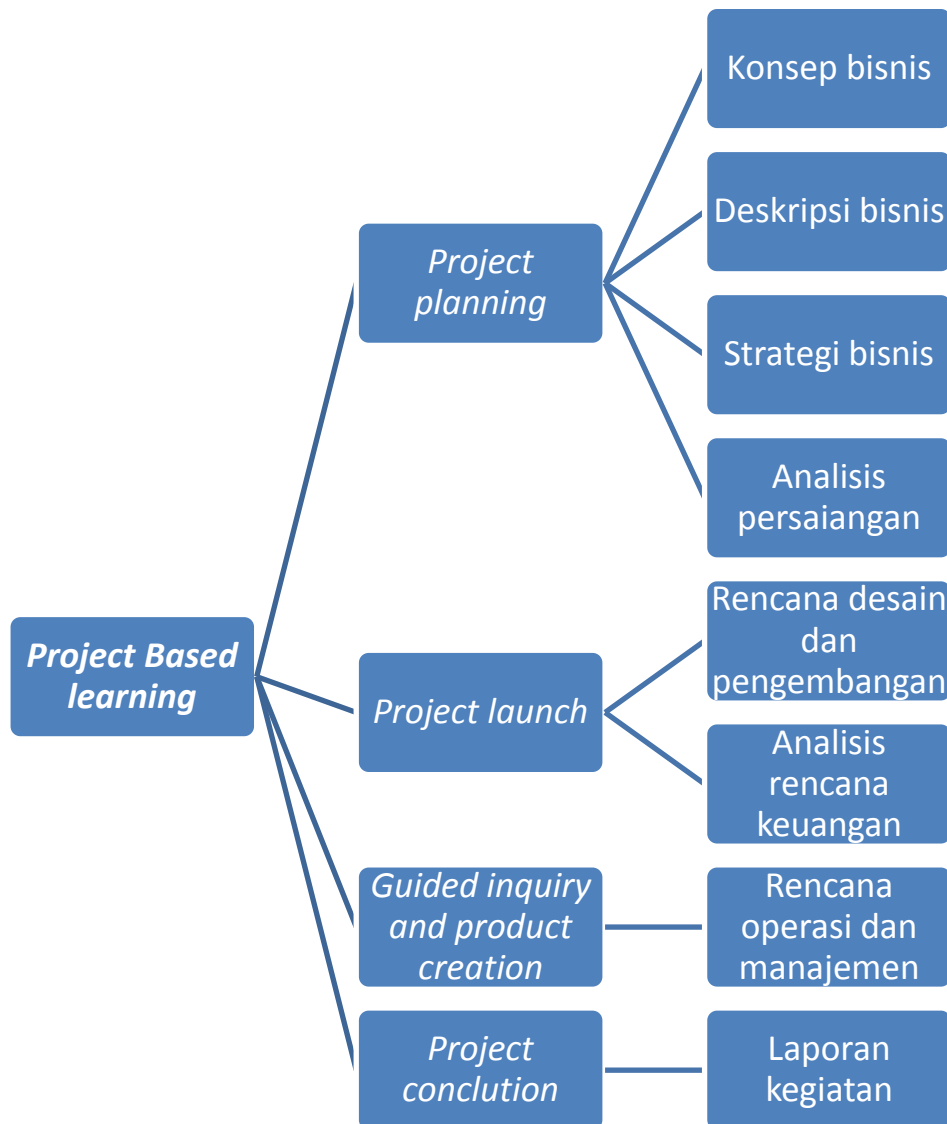 Project Based
learning
Project
planning
Konsep bisnis
Deskripsi bisnis
Strategi bisnis
Analisis
persaiangan
Project launch
Rencana desain
dan
pengembangan
Analisis
rencana
keuangan
Guided inquiry
and product
creation
Rencana
operasi dan
manajemen
Project
conclution
Laporan
kegiatan